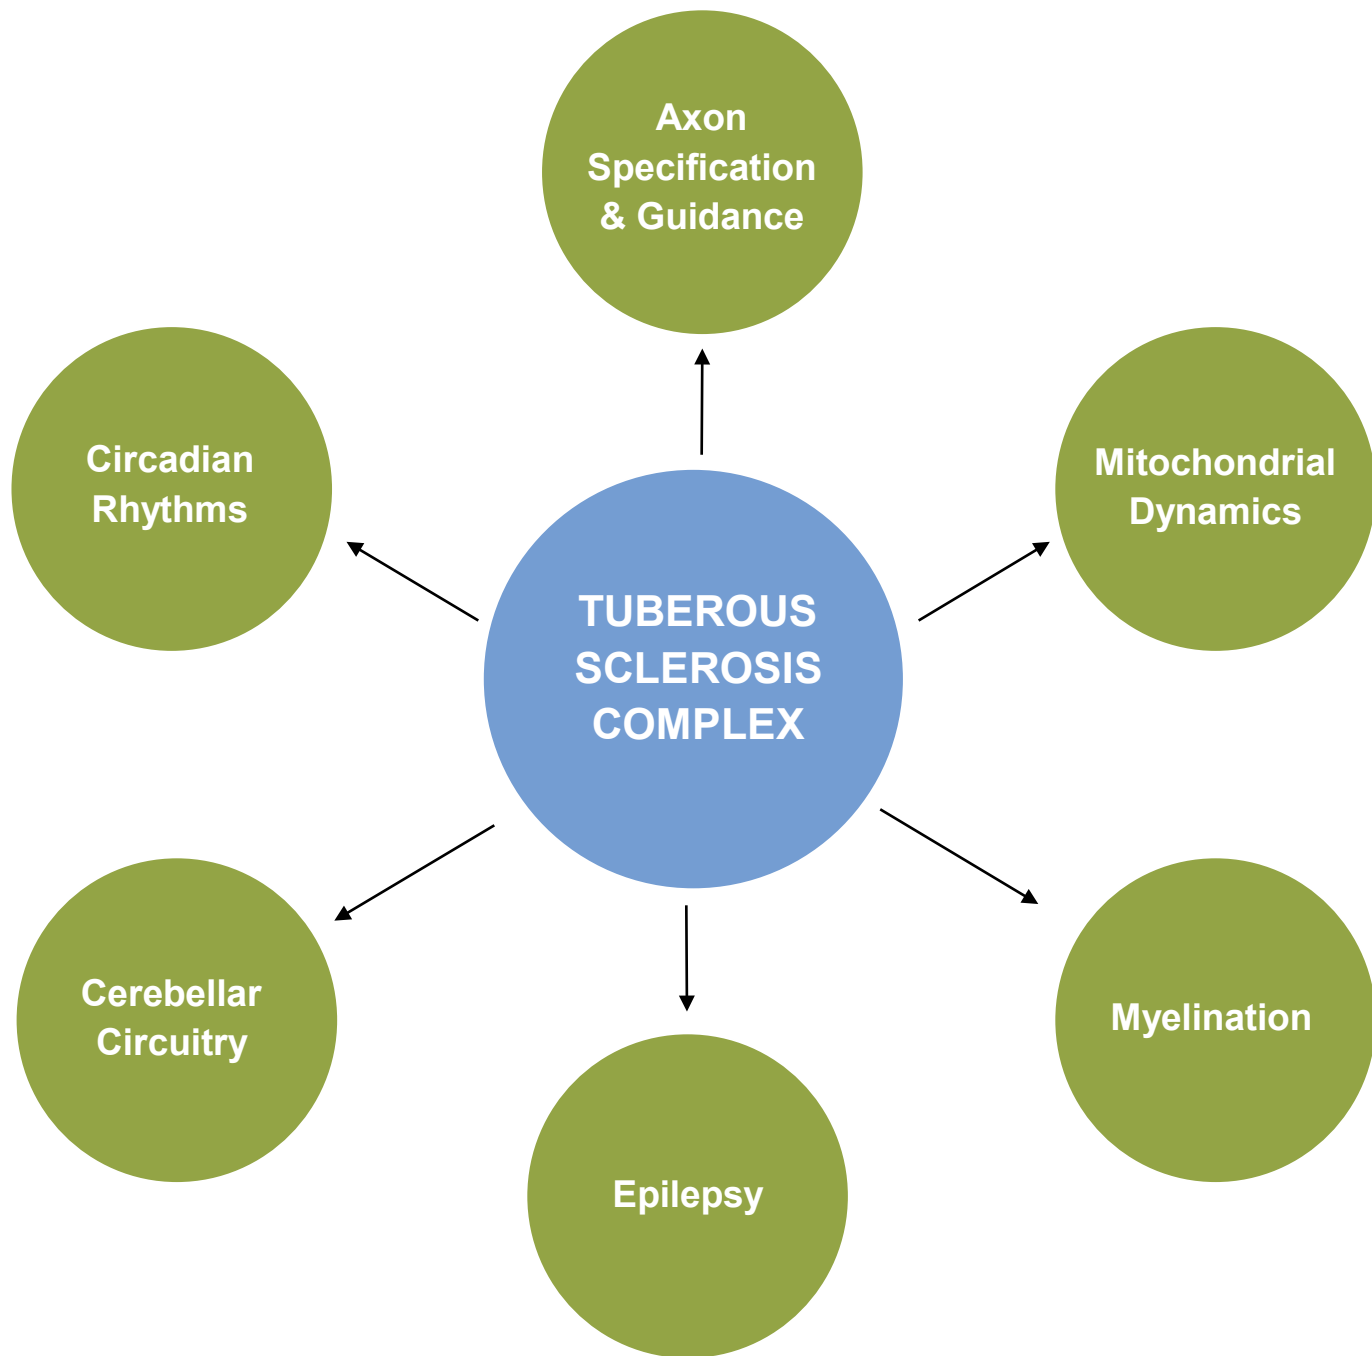 Axon
Specification
& Guidance
Circadian
Rhythms
Mitochondrial
Dynamics
TUBEROUS
SCLEROSIS
COMPLEX
Cerebellar
Circuitry
Myelination
Epilepsy